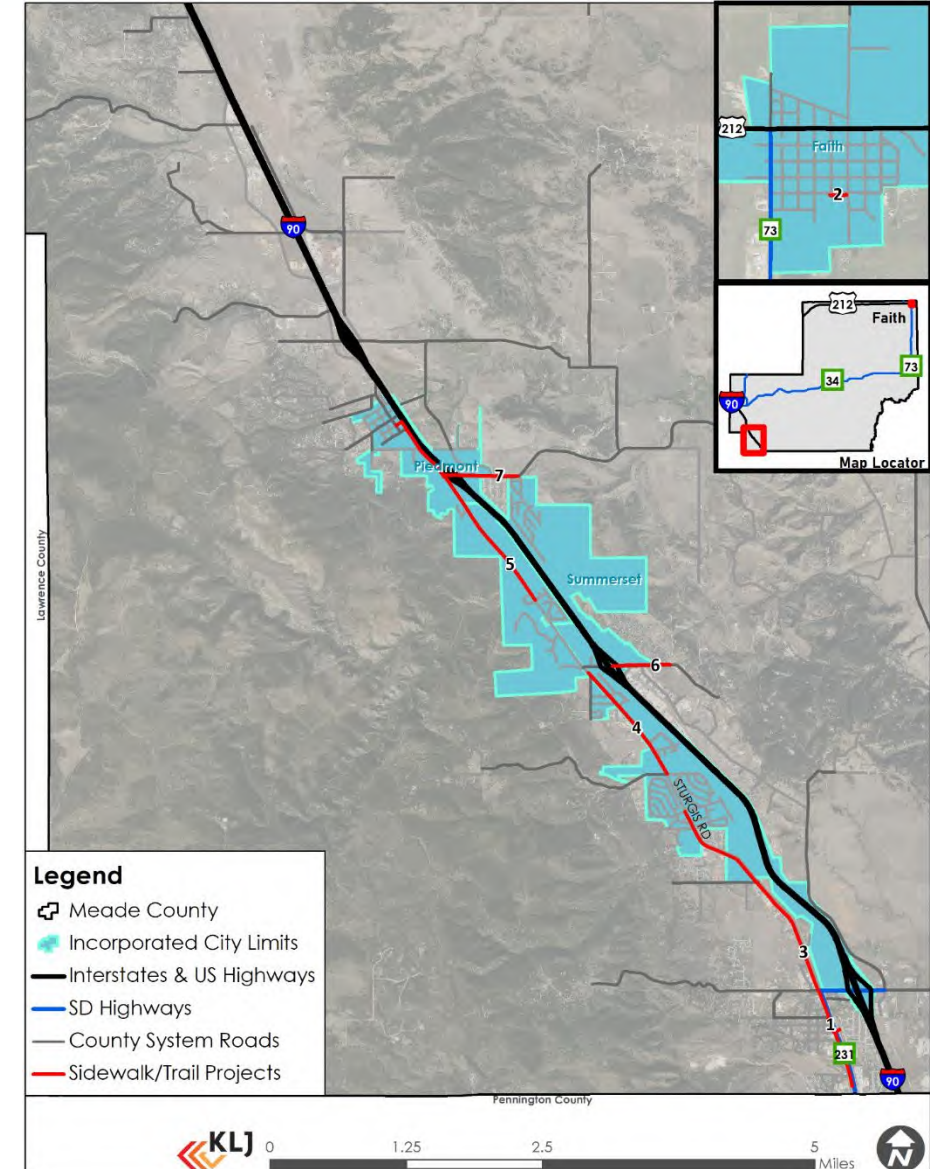 212
Faith
2
73
212
Faith
73
34
90
Map Locator
90
Piedmont
7
5
Summerset
6
4
STURGIS RD
3
1
231
90
Lawrence County
Pennington County
Legend
Meade County
Incorporated City Limits
Interstates & US Highways
SD Highways
County System Roads
Sidewalk/Trail Projects
KLJ
0 1.25 2.5 5
Miles
N